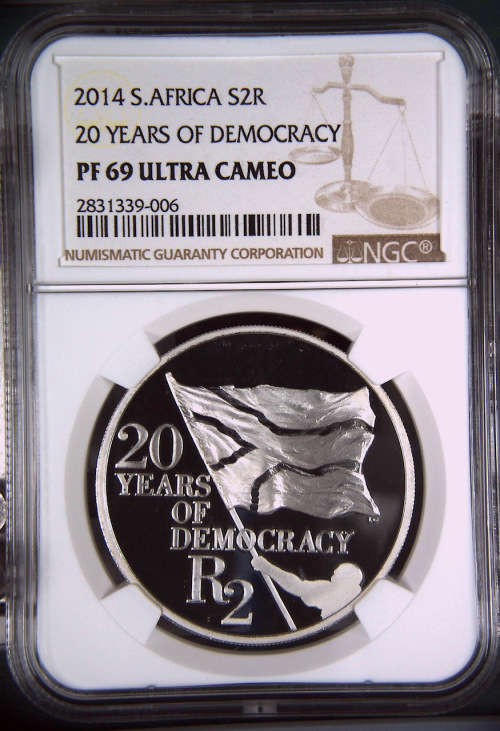 2014 S.AFRICA S2R
20 YEARS OF DEMOCRACY
PF 69 ULTRA CAMEO
2831339-006
NUMISMATIC GUARANTY CORPORATION
NGC®
20
YEARS
OF
DEMOCRACY
R2